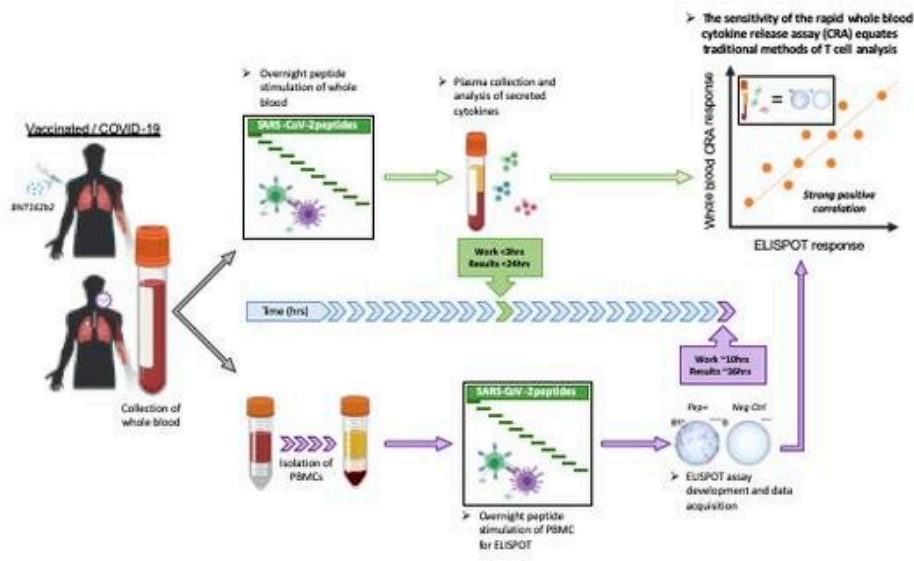 ➤ The sensitivity of the rapid whole blood
cytokine release assay (CRA) equates
traditional methods of T cell analysis
➤ Overnight peptide
stimulation of whole
blood
➤ Plasma collection and
analysis of secreted
cytokines
Vaccinated / COVID-19
BNT162b2
SARS-CoV-2 peptides
Whole blood CRA response
=
Strong positive
correlation
ELISPOT response
Work <3hrs
Results <24hrs
Time (hrs)
Work ~10hrs
Results ~36hrs
Collection of
whole blood
Isolation of
PBMCs
SARS-CoV-2 peptides
Pep+
Neg Ctrl
➤ Overnight peptide
stimulation of PBMC
for ELISPOT
➤ ELISPOT assay
development and data
acquisition